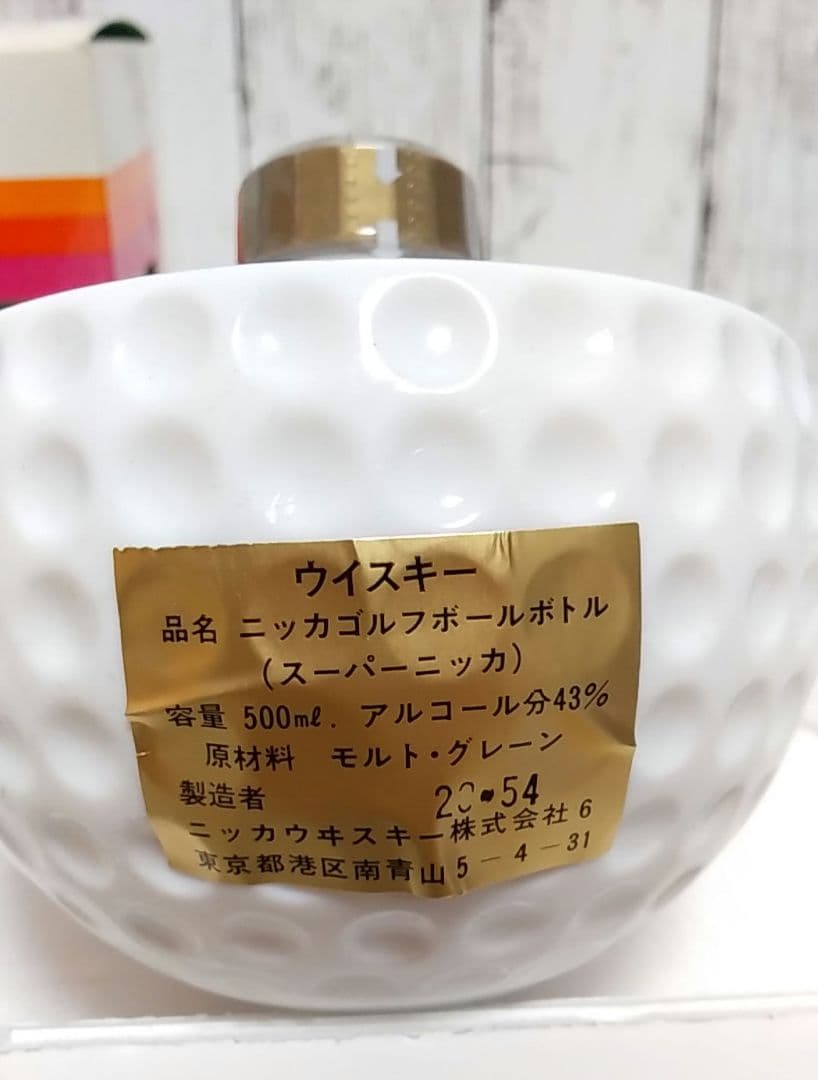 ウイスキー
品名 ニッカゴルフボールボトル
(スーパーニッカ)
容量 500㎖. アルコール分43%
原材料 モルト・グレーン
製造者
ニッカウヰスキー株式会社 6
東京都港区南青山 5-4-31